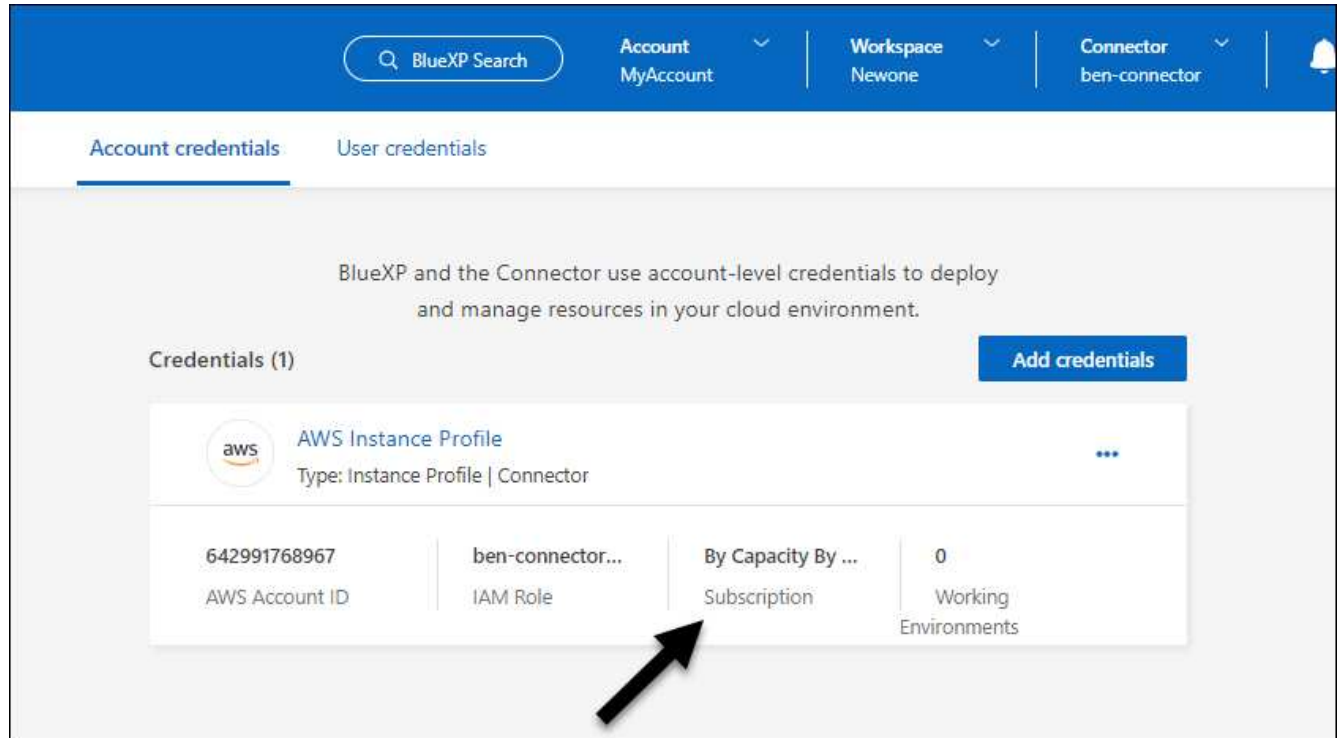 BlueXP Search
Account
MyAccount
Workspace
Newone
Connector
ben-connector
Account credentials
User credentials
BlueXP and the Connector use account-level credentials to deploy
and manage resources in your cloud environment.
Credentials (1)
Add credentials
aws
AWS Instance Profile
Type: Instance Profile | Connector
642991768967
AWS Account ID
ben-connector...
IAM Role
By Capacity By ...
Subscription
0
Working
Environments